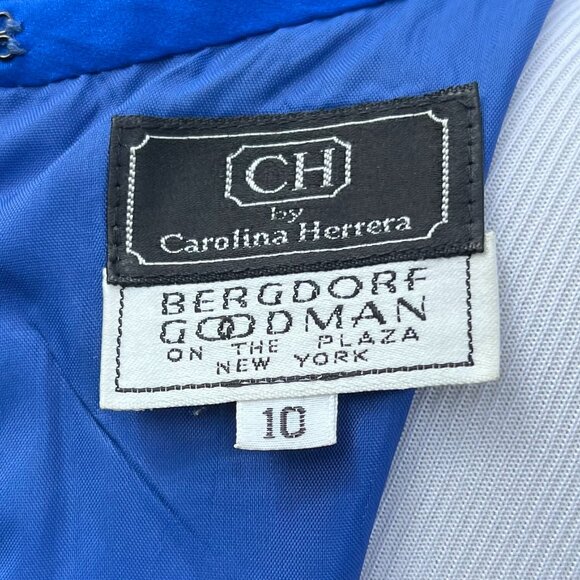 CH
by
Carolina Herrera
BERGDORF
GOODMAN
ON THE PLAZA
NEW YORK
10